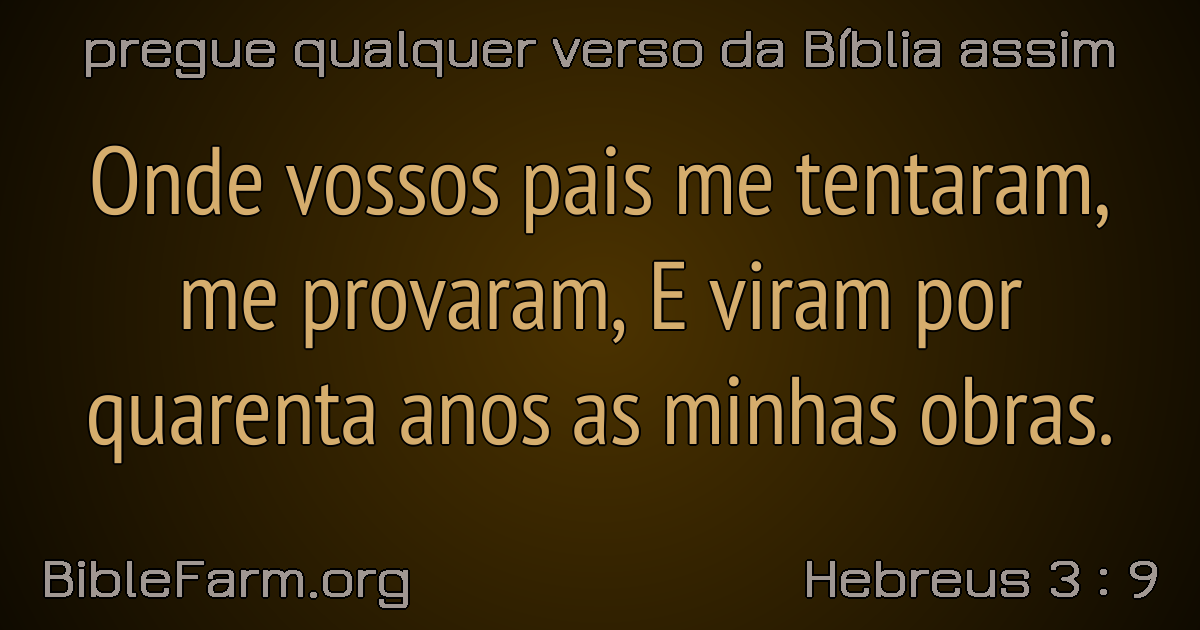 pregue qualquer verso da Bíblia assim
Onde vossos pais me tentaram,
me provaram, E viram por
quarenta anos as minhas obras.
BibleFarm.org
Hebreus 3 : 9